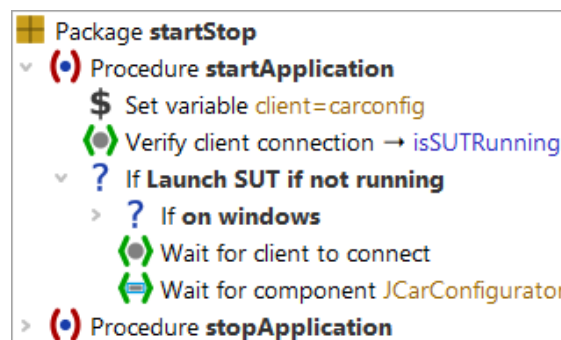 Package startStop
Procedure startApplication
$ Set variable client=carconfig
Verify client connection → isSUTRunning
? If Launch SUT if not running
? If on windows
Wait for client to connect
Wait for component JCarConfigurator
Procedure stopApplication